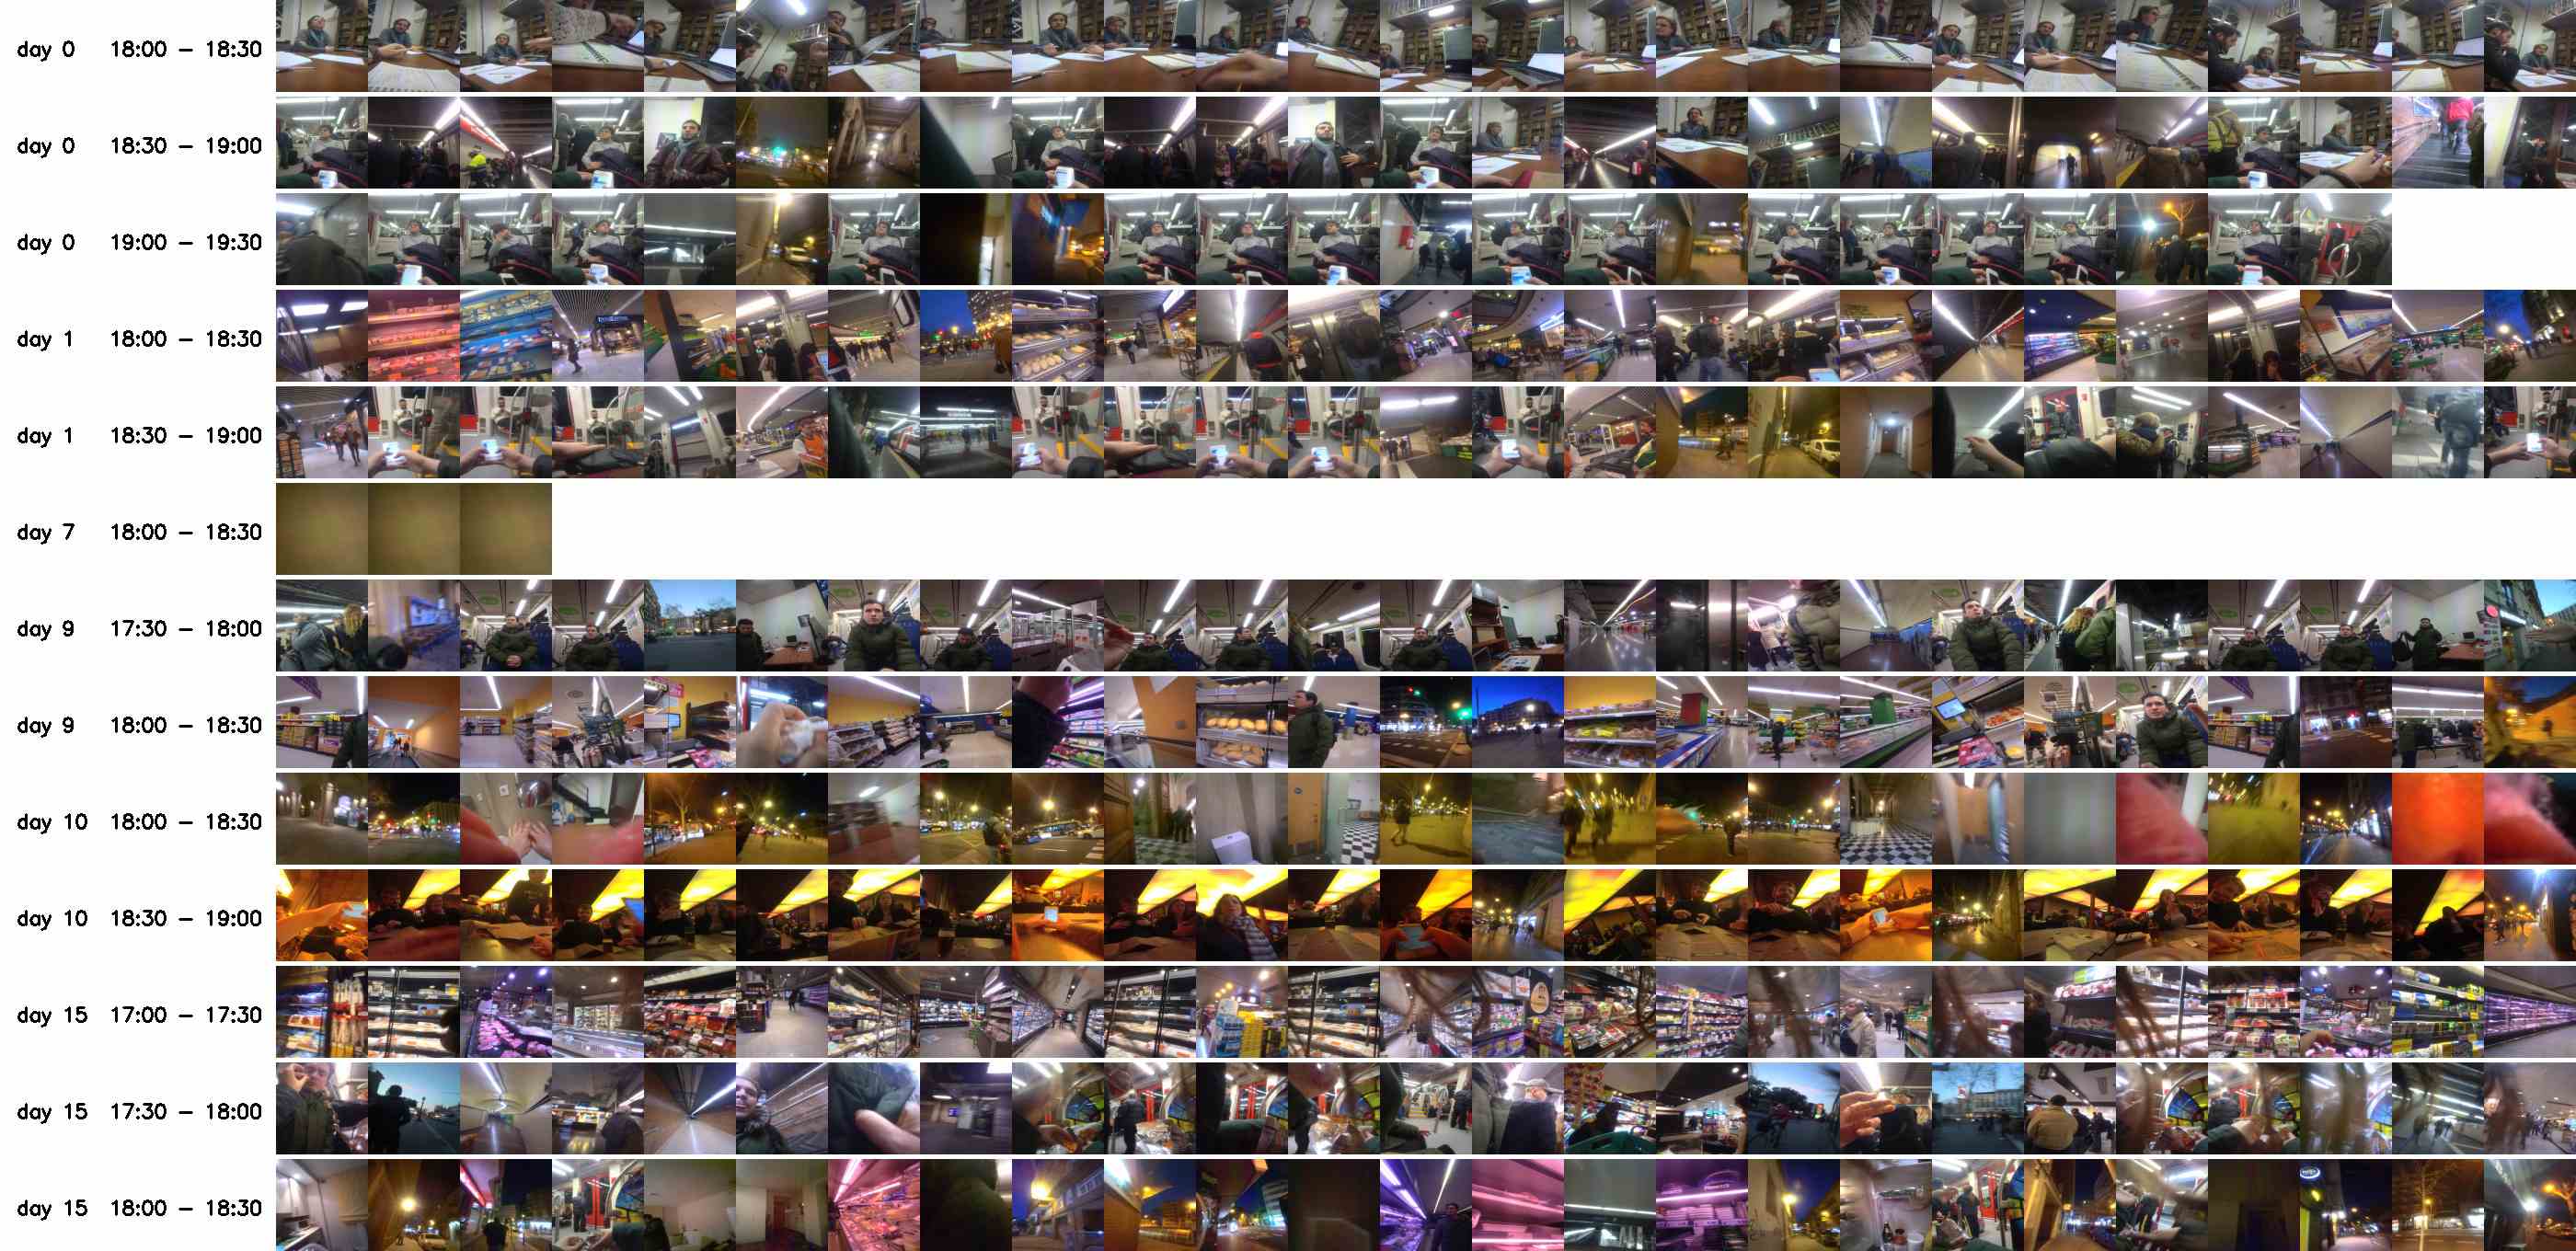 day 0 18:00 – 18:30
day 0 18:30 – 19:00
day 0 19:00 – 19:30
day 1 18:00 – 18:30
day 1 18:30 – 19:00
day 7 18:00 – 18:30
day 9 17:30 – 18:00
day 9 18:00 – 18:30
day 10 18:00 – 18:30
day 10 18:30 – 19:00
day 15 17:00 – 17:30
day 15 17:30 – 18:00
day 15 18:00 – 18:30